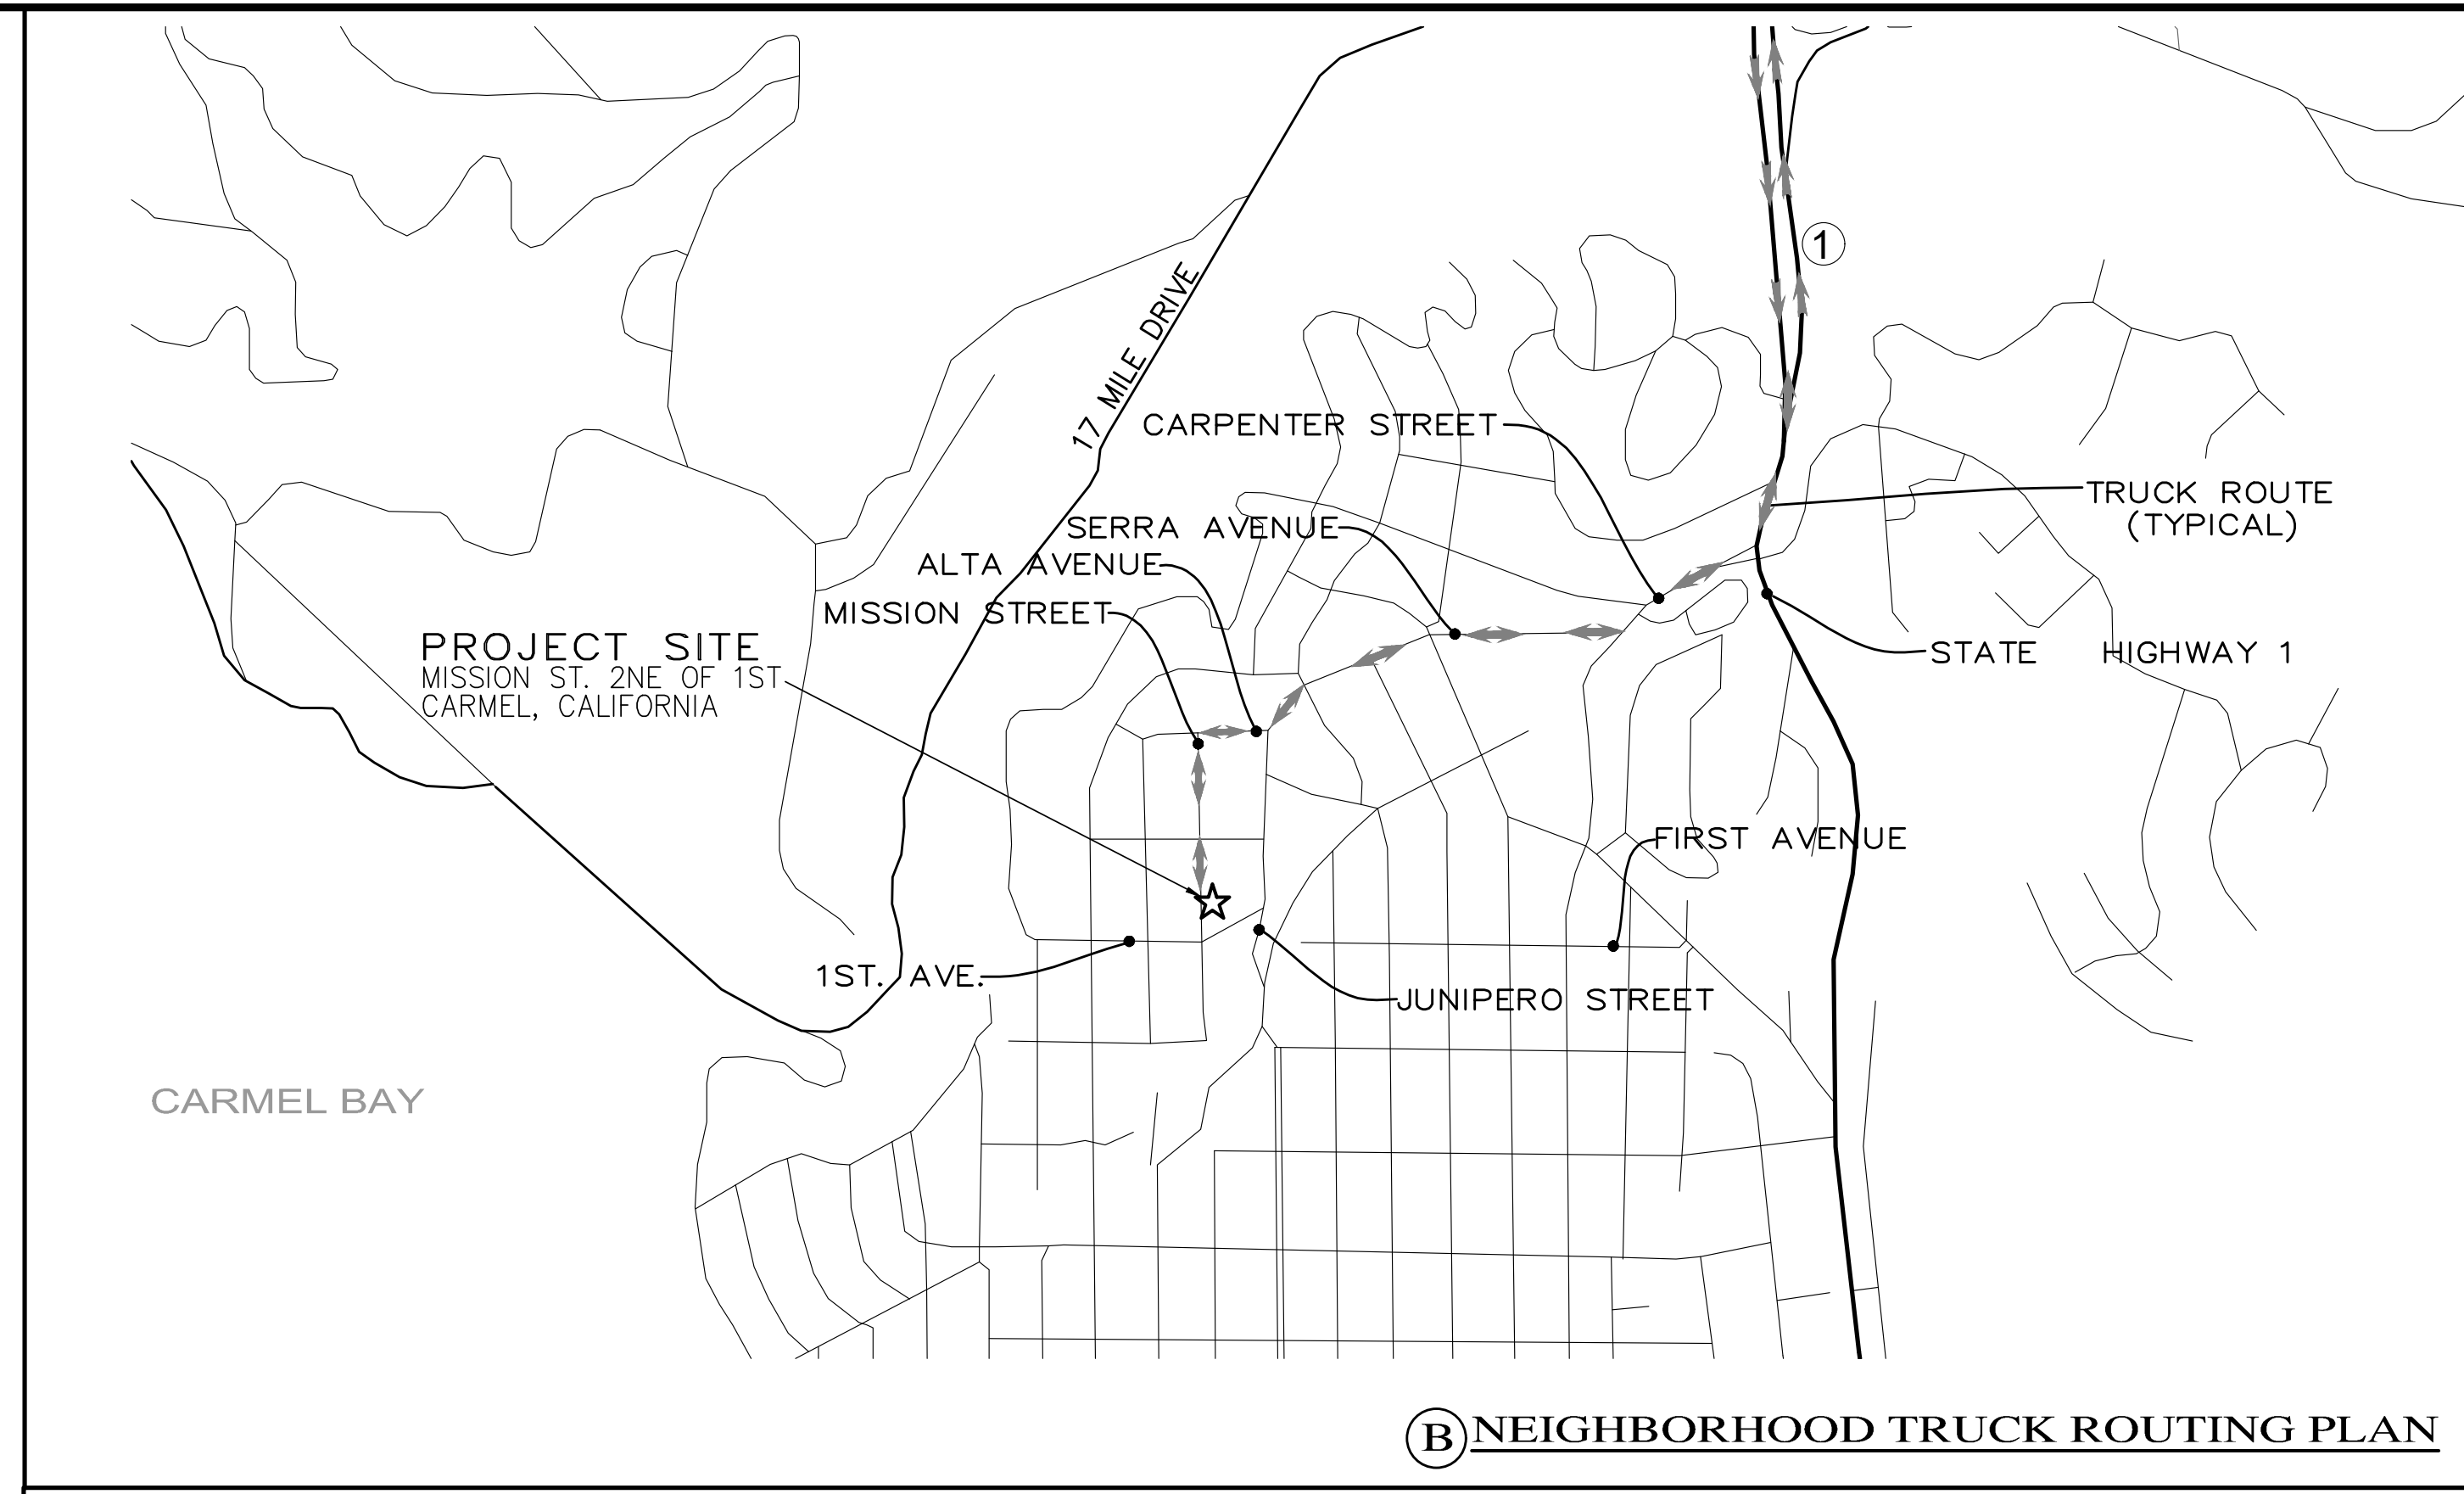 1
17 MILE DRIVE
CARPENTER STREET
TRUCK ROUTE
(TYPICAL)
SERRA AVENUE
ALTA AVENUE
MISSION STREET
PROJECT SITE
MISSION ST. 2NE OF 1ST
CARMEL, CALIFORNIA
STATE HIGHWAY 1
FIRST AVENUE
1ST. AVE.
JUNIPERO STREET
CARMEL BAY
B NEIGHBORHOOD TRUCK ROUTING PLAN